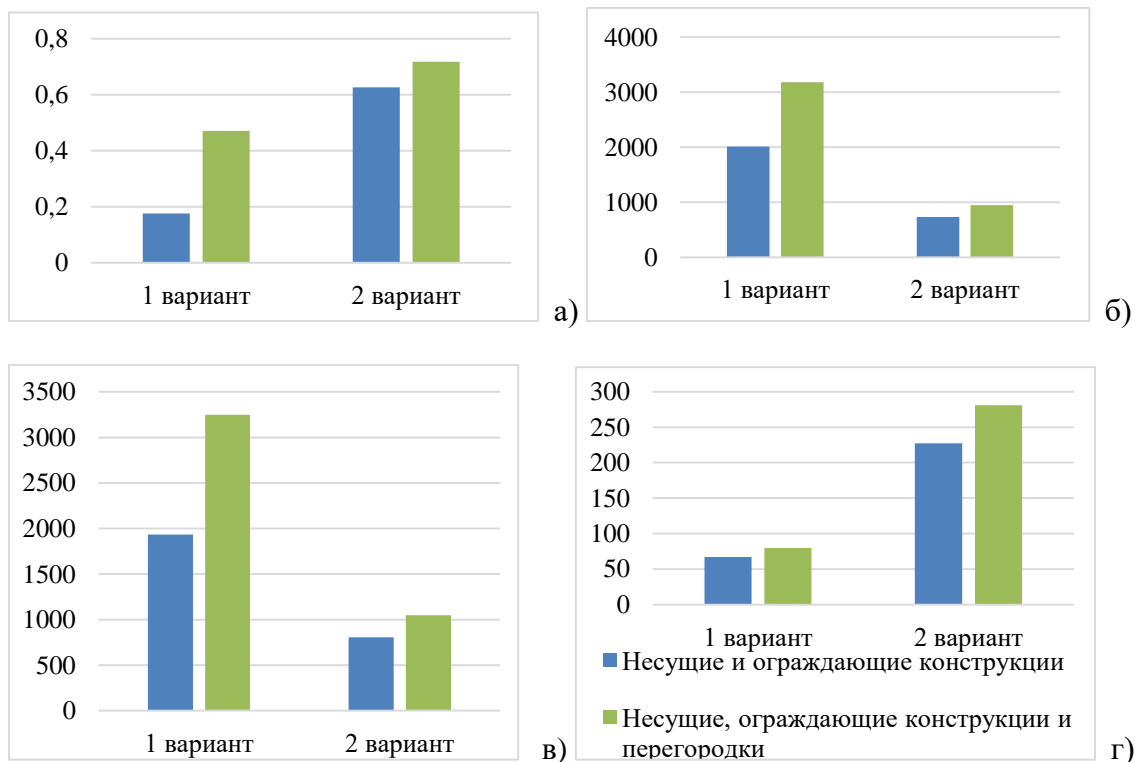 0,8
0,6
0,4
0,2
0
1 вариант 2 вариант
а)
4000
3000
2000
1000
0
1 вариант 2 вариант
б)
3500
3000
2500
2000
1500
1000
500
0
1 вариант 2 вариант
в)
300
250
200
150
100
50
0
1 вариант 2 вариант
Несущие и ограждающие конструкции
Несущие, ограждающие конструкции и
перегородки
г)